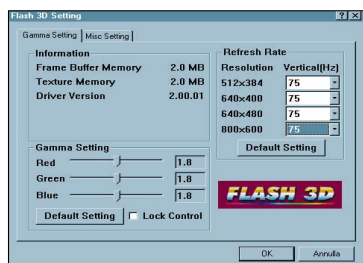 Flash 3D Setting
Gamma Setting
Misc Setting
Information
Frame Buffer Memory 2.0 MB
Texture Memory 2.0 MB
Driver Version 2.00.01
Refresh Rate
Resolution Vertical(Hz)
512x384 75
640x400 75
640x480 75
800x600 75
Default Setting
Gamma Setting
Red 1.8
Green 1.8
Blue 1.8
Default Setting
Lock Control
FLASH 3D
OK
Annulla